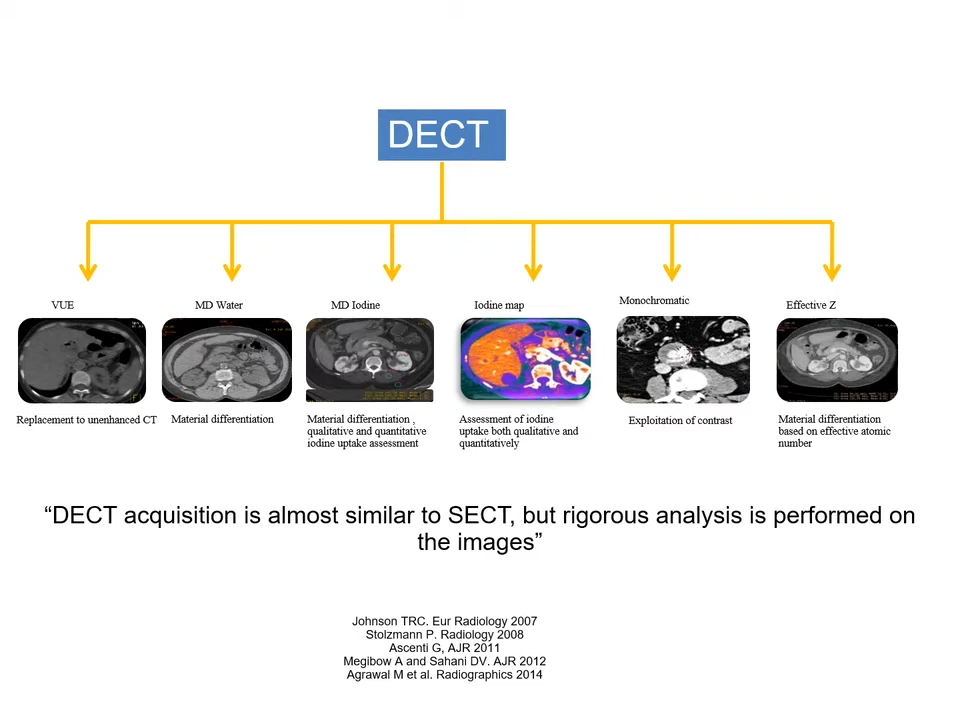 DECT
VUE
MD Water
MD Iodine
Iodine map
Monochromatic
Effective Z
Replacement to unenhanced CT
Material differentiation
Material differentiation ,
qualitative and quantitative
iodine uptake assessment
Assessment of iodine
uptake both qualitative and
quantitatively
Exploitation of contrast
Material differentiation
based on effective atomic
number
“DECT acquisition is almost similar to SECT, but rigorous analysis is performed on
the images”
Johnson TRC. Eur Radiology 2007
Stolzmann P. Radiology 2008
Ascenti G, AJR 2011
Megibow A and Sahani DV. AJR 2012
Agrawal M et al. Radiographics 2014